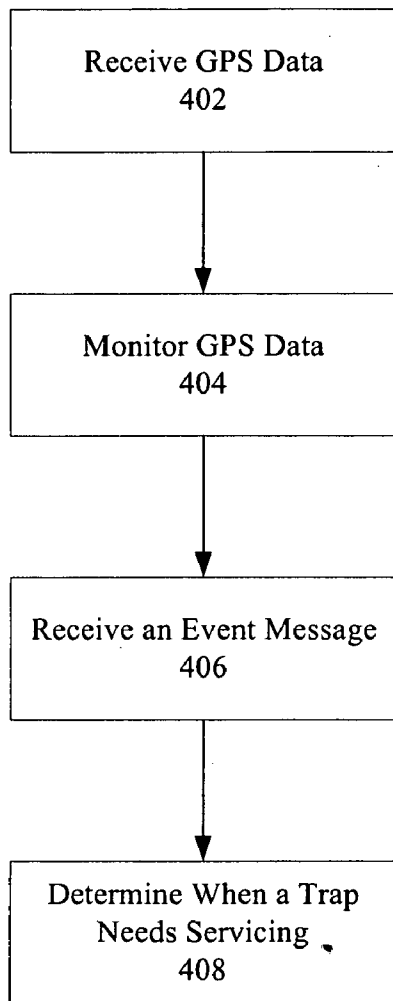 Receive GPS Data
402
Monitor GPS Data
404
Receive an Event Message
406
Determine When a Trap
Needs Servicing
408